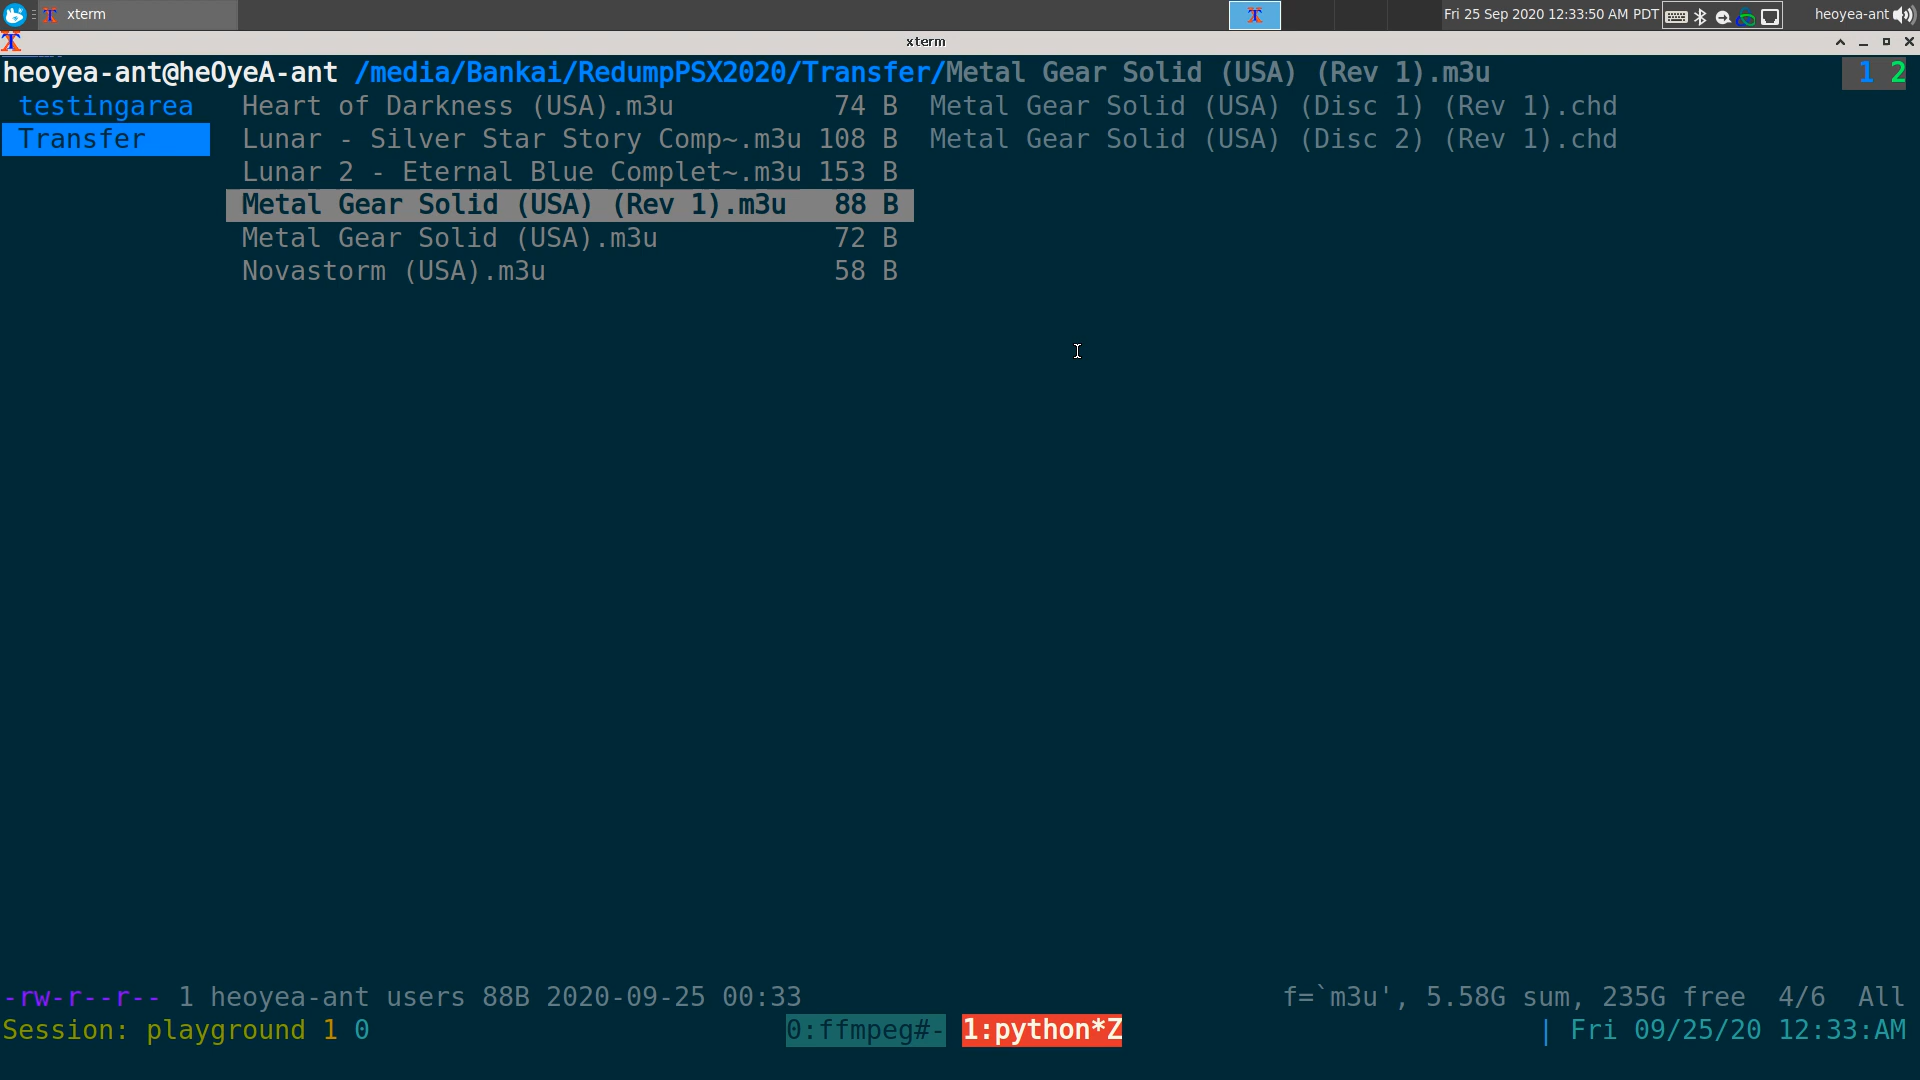 xterm
Fri 25 Sep 2020 12:33:50 AM PDT
heoyea-ant
xterm
heoyea-ant@heOyeA-ant /media/Bankai/RedumpPSX2020/Transfer/Metal Gear Solid (USA) (Rev 1).m3u 1 2
testingarea Heart of Darkness (USA).m3u 74 B Metal Gear Solid (USA) (Disc 1) (Rev 1).chd
Transfer Lunar - Silver Star Story Comp~.m3u 108 B Metal Gear Solid (USA) (Disc 2) (Rev 1).chd
Lunar 2 - Eternal Blue Complet~.m3u 153 B
Metal Gear Solid (USA) (Rev 1).m3u 88 B
Metal Gear Solid (USA).m3u 72 B
Novastorm (USA).m3u 58 B
-rw-r--r-- 1 heoyea-ant users 88B 2020-09-25 00:33 f=`m3u', 5.58G sum, 235G free 4/6 All
Session: playground 1 0 0:ffmpeg#- 1:python*Z | Fri 09/25/20 12:33:AM